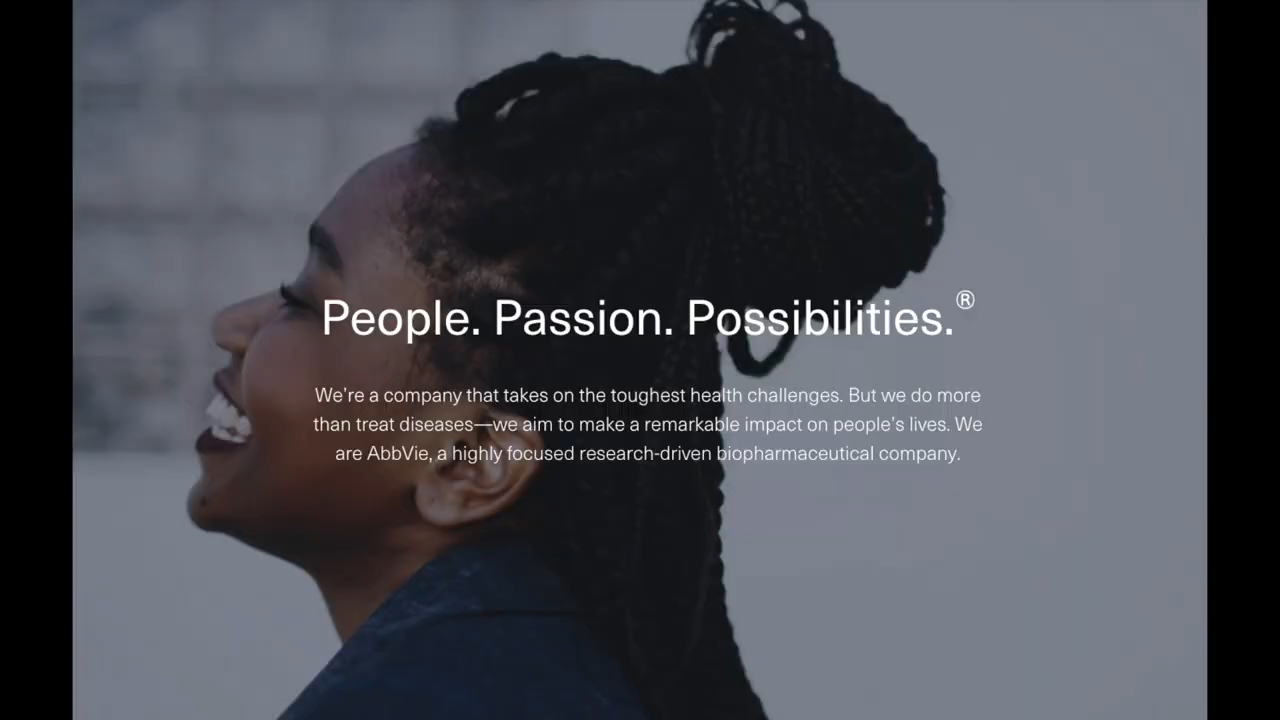 People. Passion. Possibilities.®
We're a company that takes on the toughest health challenges. But we do more
than treat diseases—we aim to make a remarkable impact on people's lives. We
are AbbVie, a highly focused research-driven biopharmaceutical company.